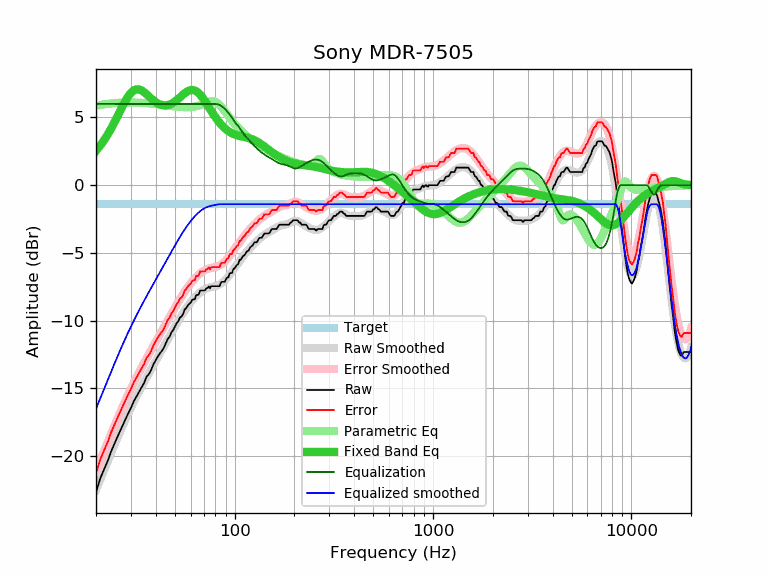 Sony MDR-7505
Amplitude (dBr)
5
0
−5
−10
−15
−20
Target
Raw Smoothed
Error Smoothed
Raw
Error
Parametric Eq
Fixed Band Eq
Equalization
Equalized smoothed
100
1000
10000
Frequency (Hz)